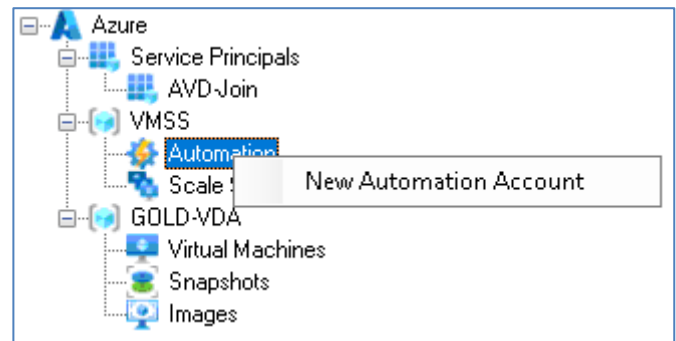 Azure
Service Principals
AVD-Join
VMSS
Automation
New Automation Account
Scale
GOLD-VDA
Virtual Machines
Snapshots
Images